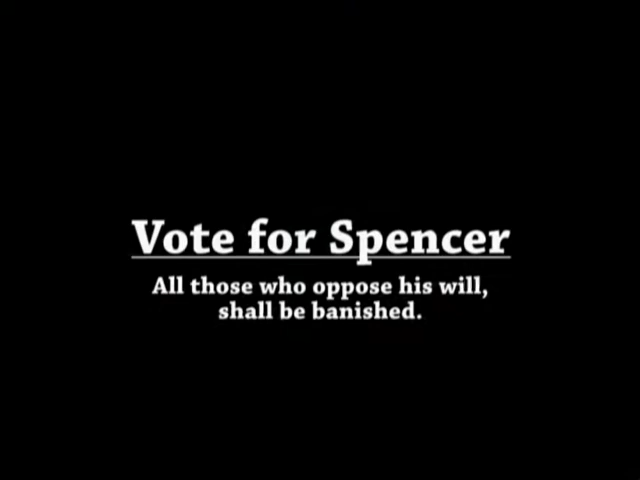 Vote for Spencer
All those who oppose his will,
shall be banished.